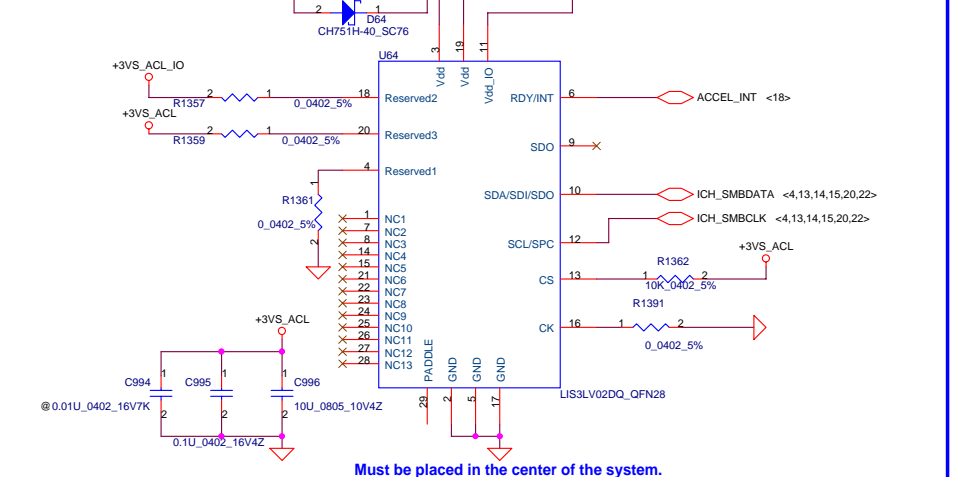 2 1
D64
CH751H-40_SC76
U64
3 19 11
Vdd Vdd Vdd_IO
+3VS_ACL_IO
R1357 2 1 0_0402_5% 18 Reserved2
+3VS_ACL
R1359 2 1 0_0402_5% 20 Reserved3
4 Reserved1
R1361 1
0_0402_5%
2
1 NC1
7 NC2
8 NC3
14 NC4
15 NC5
21 NC6
22 NC7
23 NC8
24 NC9
25 NC10
26 NC11
27 NC12
28 NC13
RDY/INT 6 ACCEL_INT <18>
SDO 9
SDA/SDI/SDO 10 ICH_SMBDATA <4,13,14,15,20,22>
ICH_SMBCLK <4,13,14,15,20,22>
SCL/SPC 12
+3VS_ACL
R1362
CS 13 1 2
10K_0402_5%
R1391
CK 16 1 2
0_0402_5%
PADDLE GND GND GND
29 2 5 17
LIS3LV02DQ_QFN28
+3VS_ACL
1 1 1
C994 C995 C996
@ 0.01U_0402_16V7K 10U_0805_10V4Z
2 2 2
0.1U_0402_16V4Z
Must be placed in the center of the system.